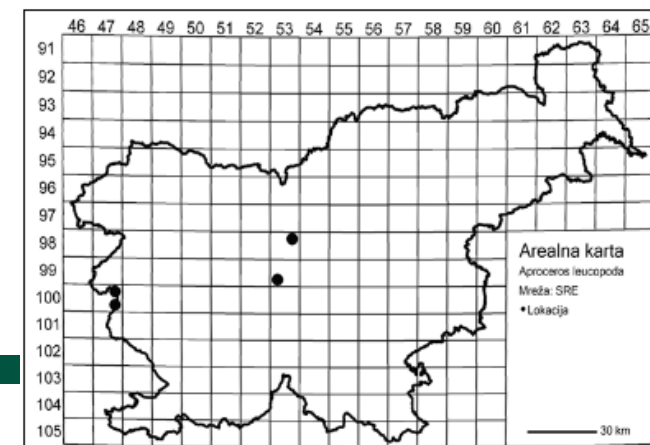 46 47 48 49 50 51 52 53 54 55 56 57 58 59 60 61 62 63 64 65
91
92
93
94
95
96
97
98
99
100
101
102
103
104
105
Arealna karta
Aproceros leucopoda
Mreža: SRE
•Lokacija
30 km